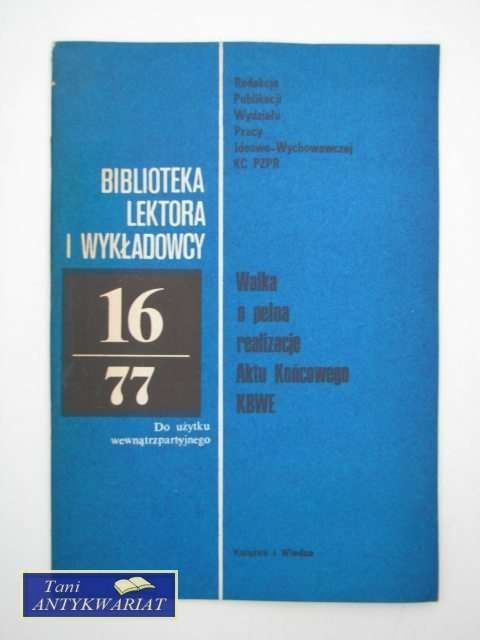 Redakcja
Publikacji
Wydziału
Pracy
Ideowo-Wychowawczej
KC PZPR
BIBLIOTEKA
LEKTORA
I WYKŁADOWCY
16
77
Do użytku
wewnątrzpartyjnego
Walka
o pełną
realizację
Aktu Końcowego
KBWE
Książka i Wiedza
Tani
ANTYKWARIAT